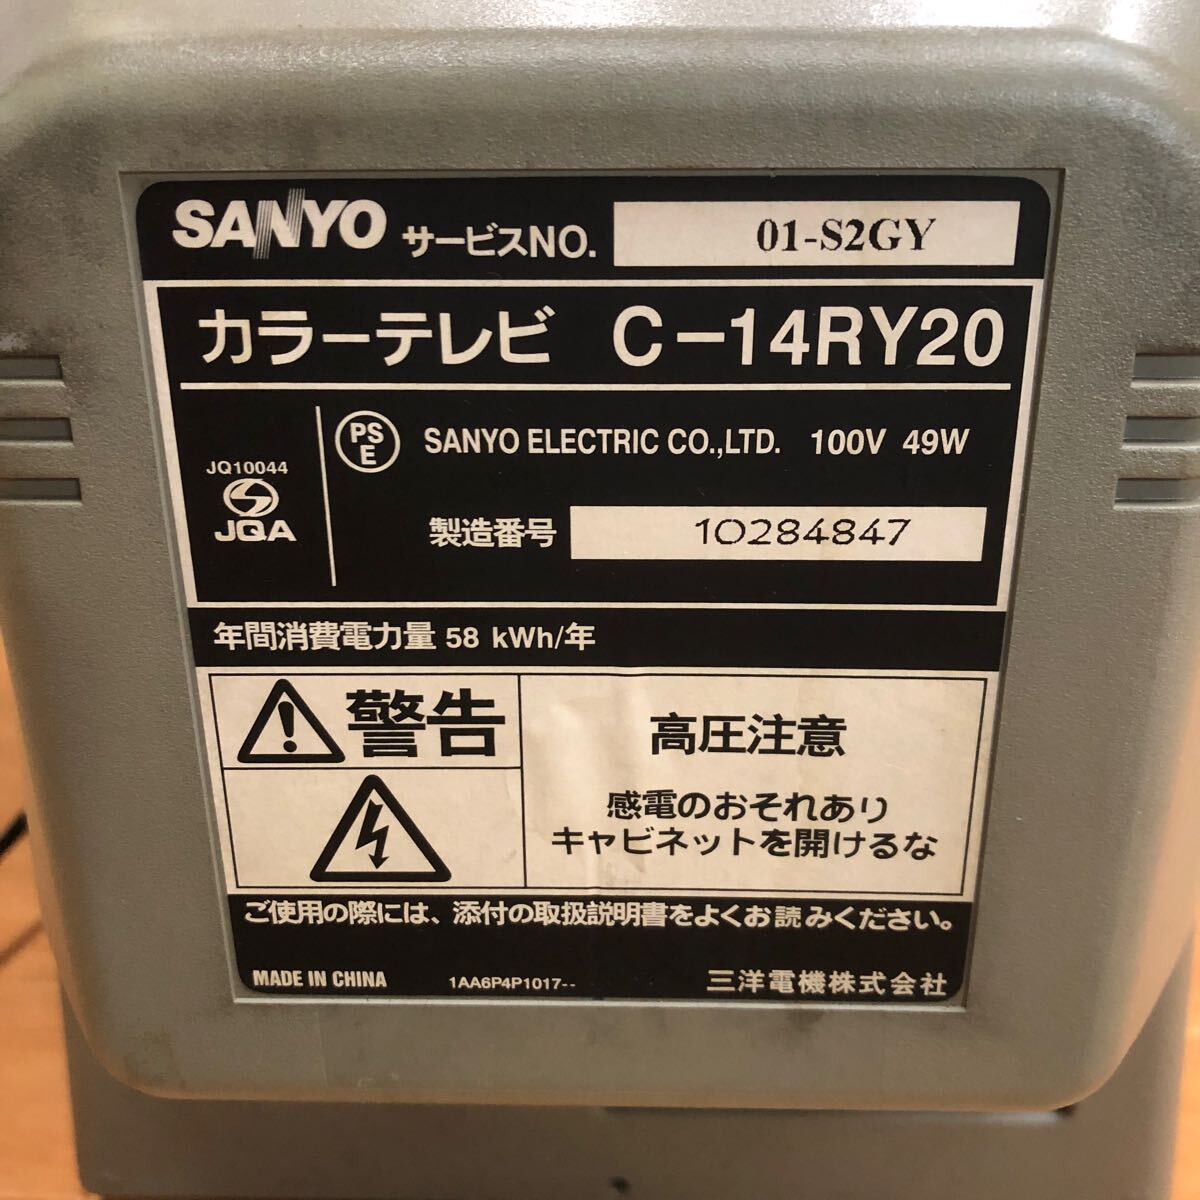 SANYO サービスNO. 01-S2GY
カラーテレビ C-14RY20
JQ10044
JQA
PS
E
SANYO ELECTRIC CO.,LTD. 100V 49W
製造番号 10284847
年間消費電力量 58 kWh/年
警告
高圧注意
感電のおそれあり
キャビネットを開けるな
ご使用の際には、添付の取扱説明書をよくお読みください。
MADE IN CHINA 1AA6P4P1017-- 三洋電機株式会社